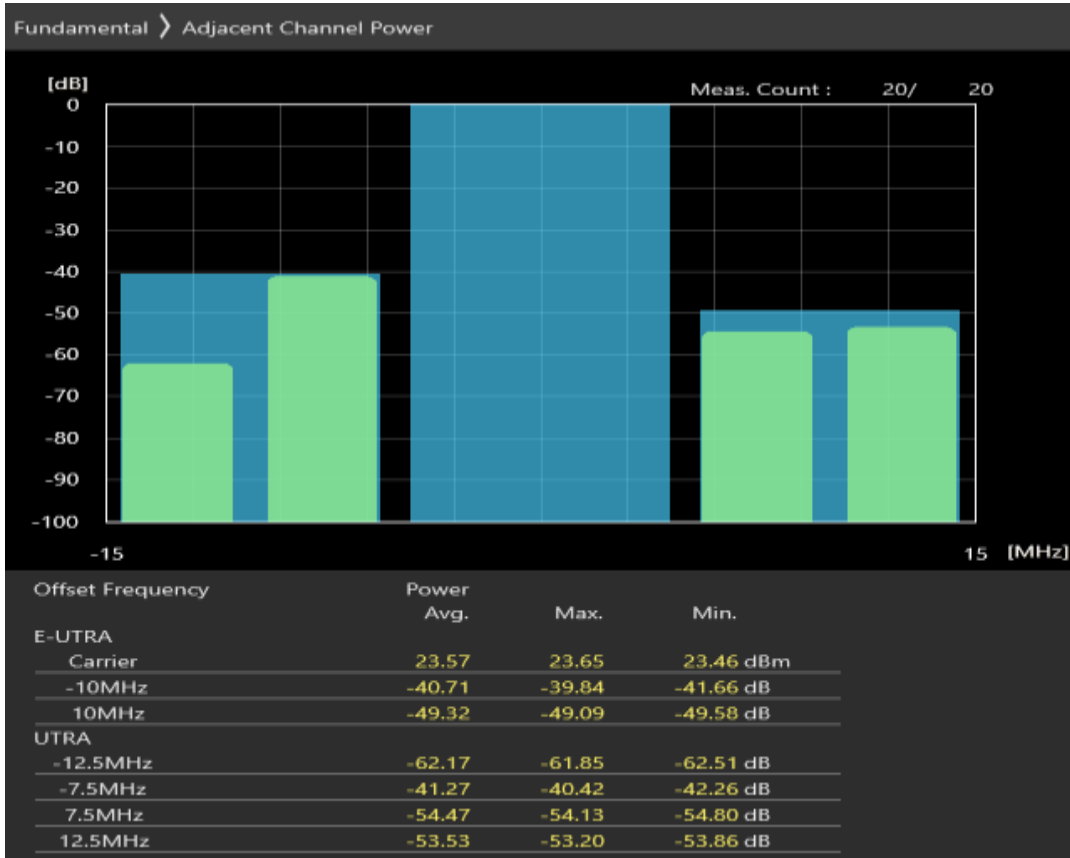 Fundamental 〉 Adjacent Channel Power
[dB]
Meas. Count : 20/ 20
0
-10
-20
-30
-40
-50
-60
-70
-80
-90
-100
-15 15 [MHz]
Offset Frequency Power
Avg. Max. Min.
E-UTRA
Carrier 23.57 23.65 23.46 dBm
-10MHz -40.71 -39.84 -41.66 dB
10MHz -49.32 -49.09 -49.58 dB
UTRA
-12.5MHz -62.17 -61.85 -62.51 dB
-7.5MHz -41.27 -40.42 -42.26 dB
7.5MHz -54.47 -54.13 -54.80 dB
12.5MHz -53.53 -53.20 -53.86 dB